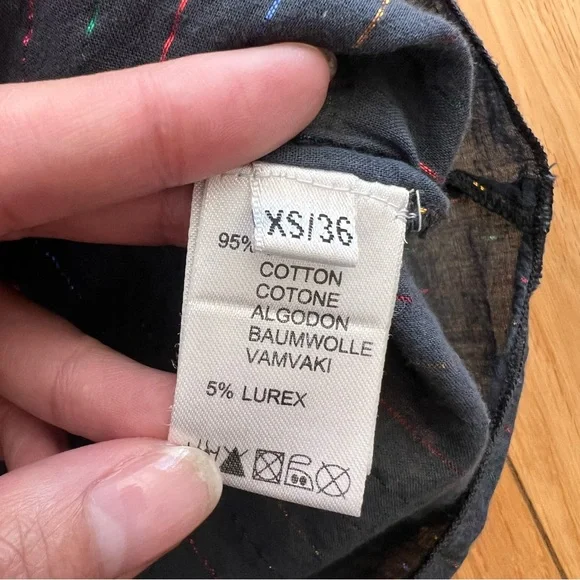 XS/36
95%
COTTON
COTONE
ALGODON
BAUMWOLLE
VAMVAKI
5% LUREX